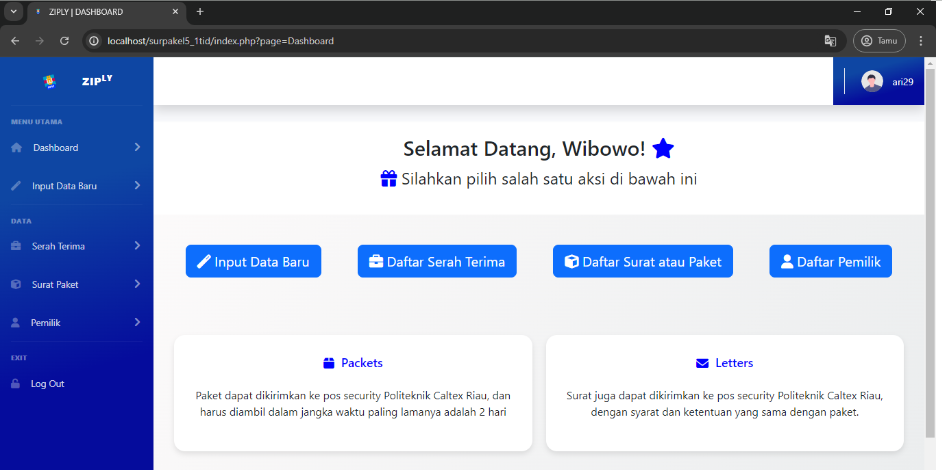 ZIPLY | DASHBOARD
localhost/surpakel5_1tid/index.php?page=Dashboard
Tamu
ZIPLY
ari29
MENU UTAMA
Dashboard
Input Data Baru
DATA
Serah Terima
Surat Paket
Pemilik
EXIT
Log Out
Selamat Datang, Wibowo!
Silahkan pilih salah satu aksi di bawah ini
Input Data Baru
Daftar Serah Terima
Daftar Surat atau Paket
Daftar Pemilik
Packets
Paket dapat dikirimkan ke pos security Politeknik Caltex Riau, dan
harus diambil dalam jangka waktu paling lamanya adalah 2 hari
Letters
Surat juga dapat dikirimkan ke pos security Politeknik Caltex Riau,
dengan syarat dan ketentuan yang sama dengan paket.